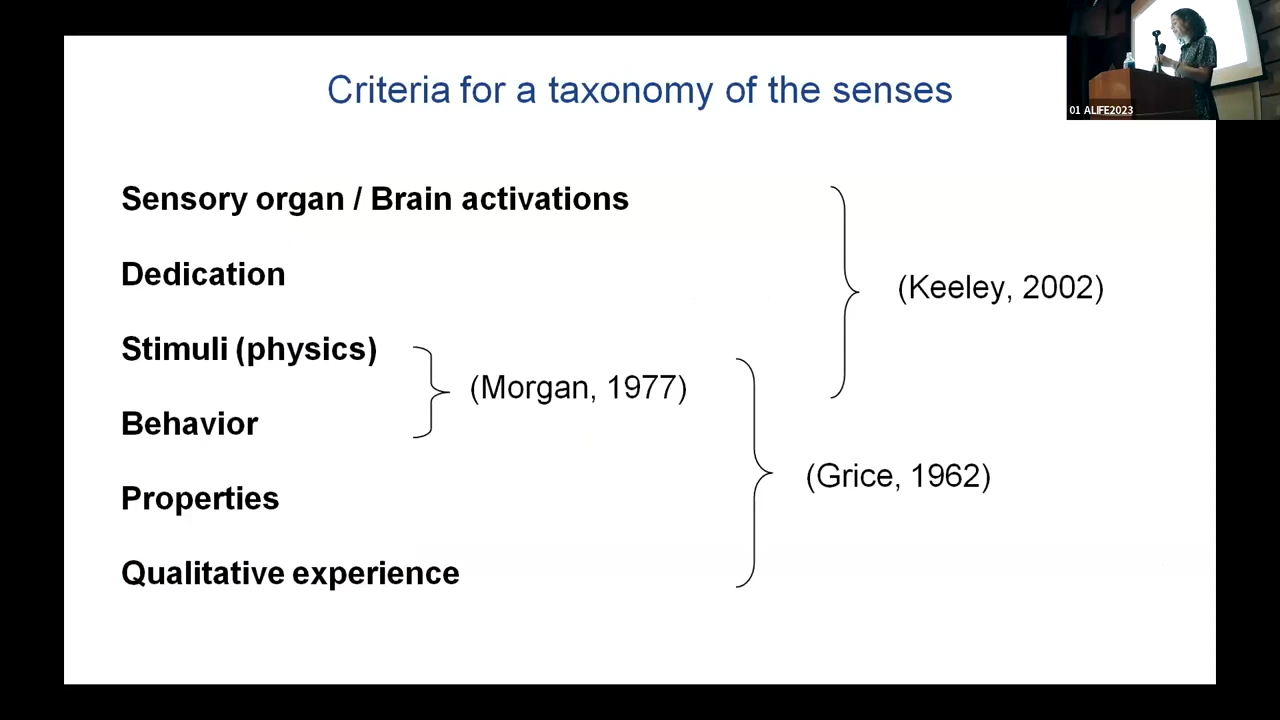 Criteria for a taxonomy of the senses
01 ALIFE2023
Sensory organ / Brain activations
Dedication
(Keeley, 2002)
Stimuli (physics)
(Morgan, 1977)
Behavior
(Grice, 1962)
Properties
Qualitative experience